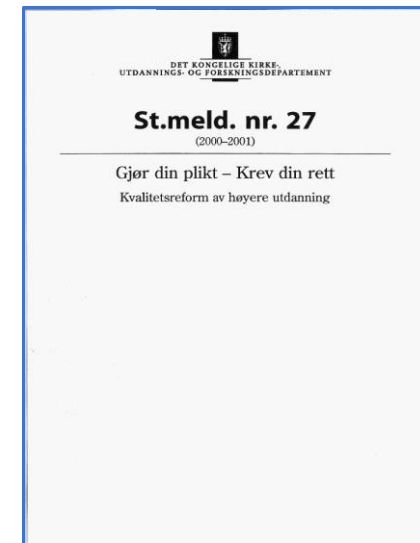 DET KONGELIGE KIRKE-,
UTDANNINGS- OG FORSKNINGSDEPARTEMENT
St.meld. nr. 27
(2000–2001)
Gjør din plikt – Krev din rett
Kvalitetsreform av høyere utdanning